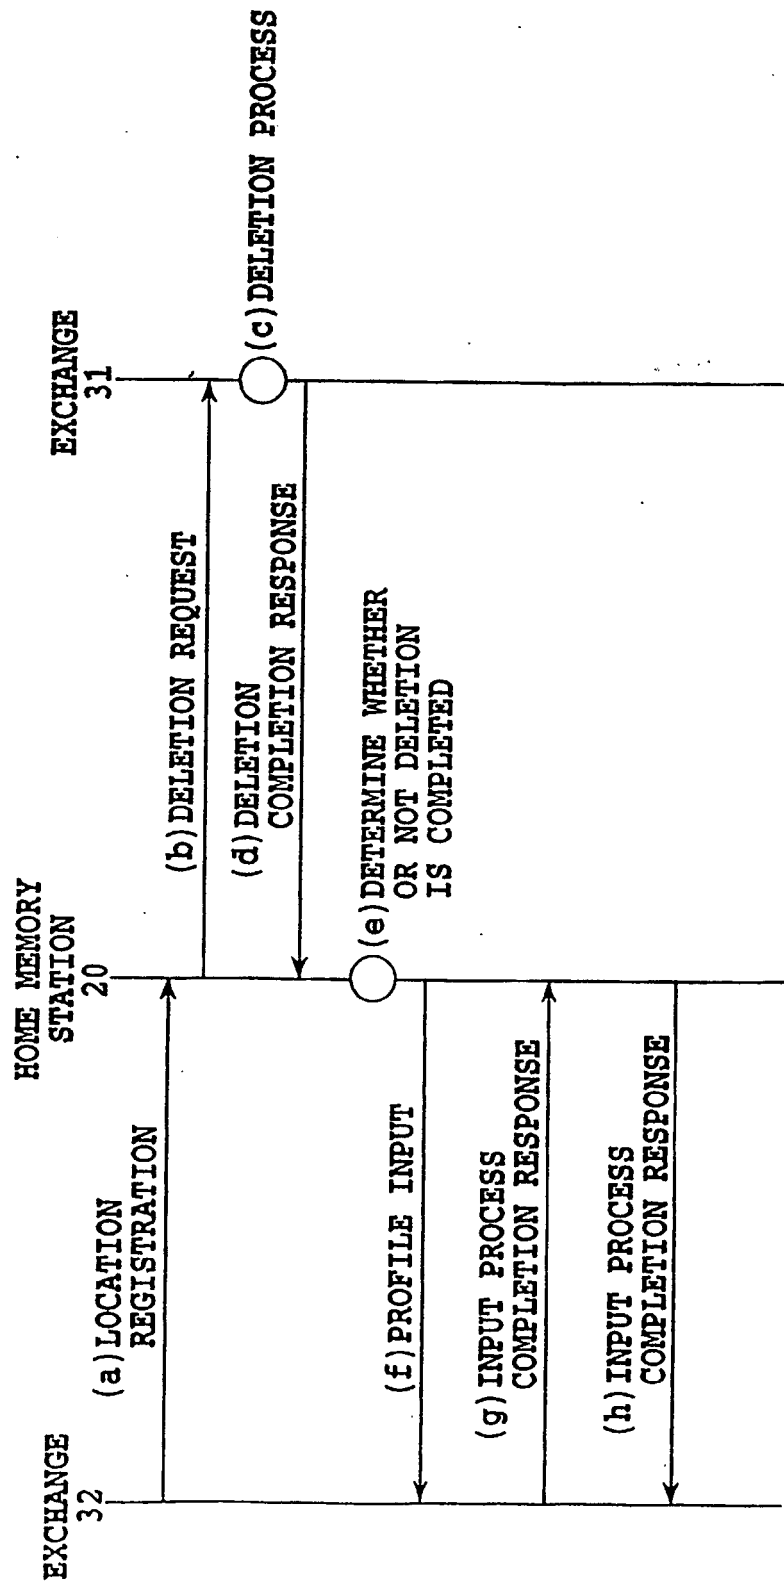 EXCHANGE
32
HOME MEMORY
STATION
20
EXCHANGE
31
(a) LOCATION
REGISTRATION
(b) DELETION REQUEST
(c) DELETION PROCESS
(d) DELETION
COMPLETION RESPONSE
(e) DETERMINE WHETHER
OR NOT DELETION
IS COMPLETED
(f) PROFILE INPUT
(g) INPUT PROCESS
COMPLETION RESPONSE
(h) INPUT PROCESS
COMPLETION RESPONSE